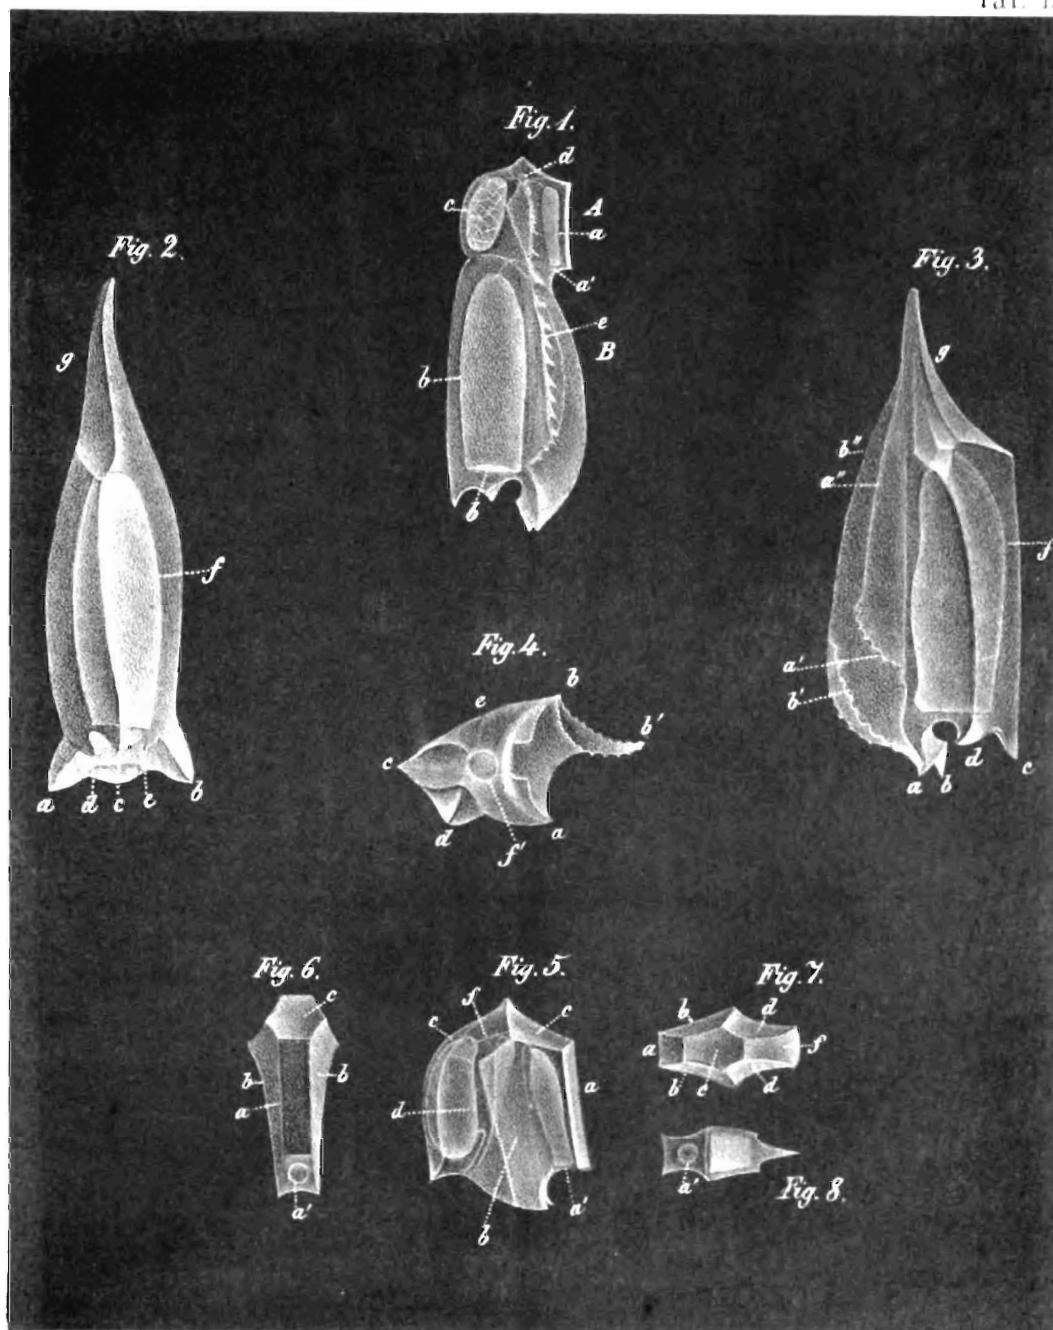 Taf.
Fig. 1.
d
c
A
a
a'
e
B
b
b
Fig. 2.
g
f
a d c e b
Fig. 3.
g
b''
a''
f
a'
b'
a b d c
Fig. 4.
b
e
b'
c
d
a
f'
Fig. 6.
c
b
b
a
a'
Fig. 5.
f
c
c
a
d
a'
b
Fig. 7.
b
d
a
f
b
c
d
a'
Fig. 8.